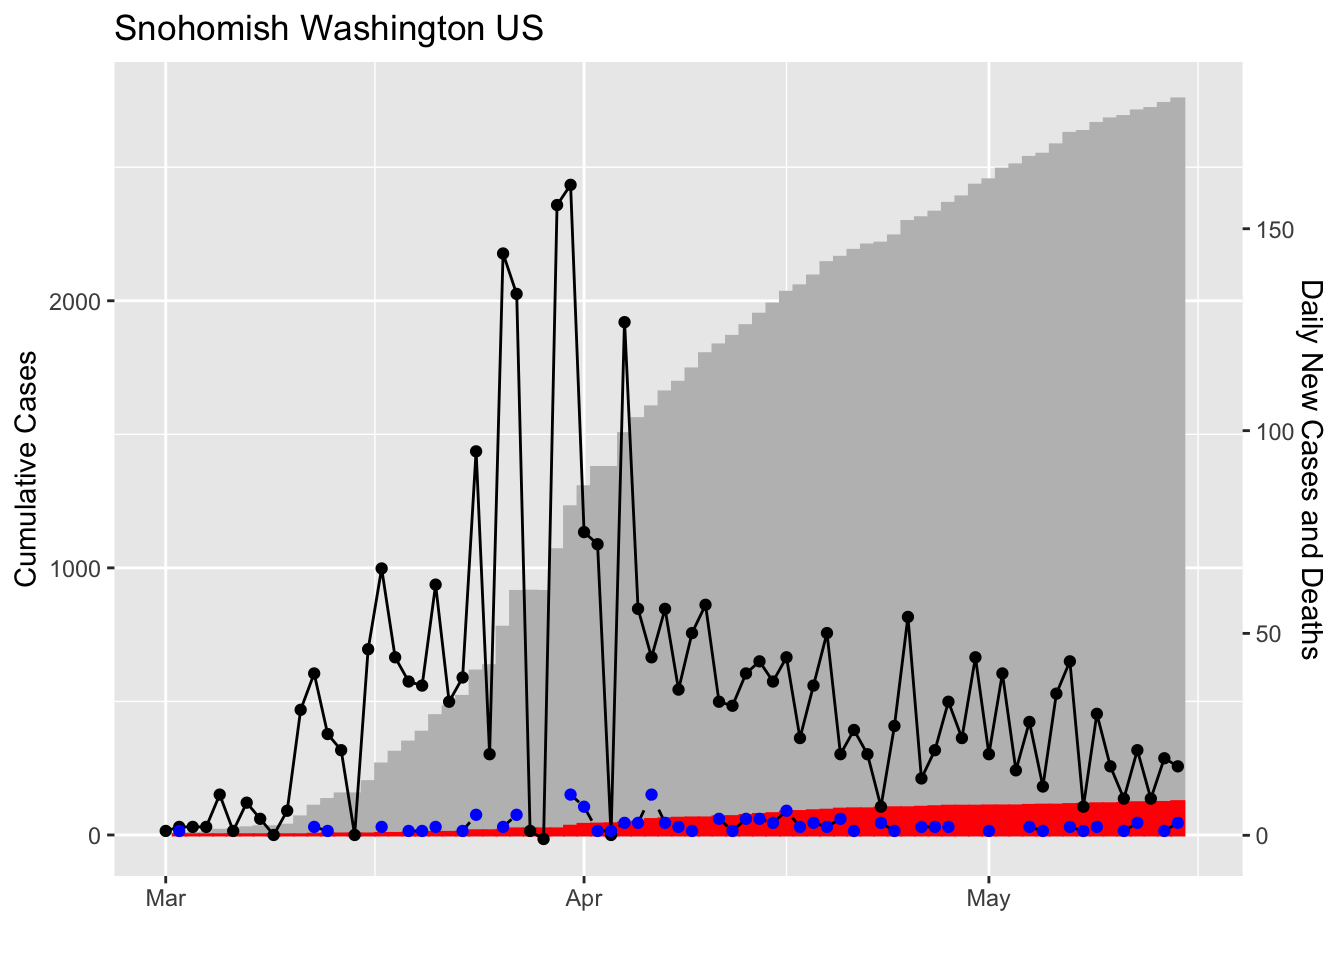 Snohomish Washington US
Cumulative Cases
2000
1000
0
150
100
50
0
Daily New Cases and Deaths
Mar
Apr
May